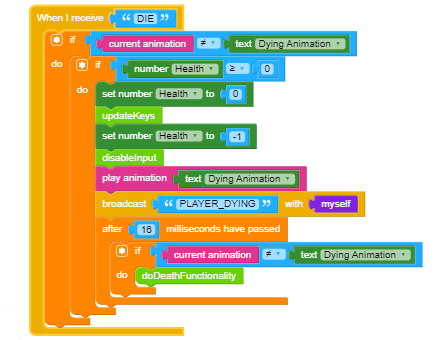 When I receive “ DIE ”
if current animation ≠ text Dying Animation
do if number Health ≥ 0
do set number Health to 0
updateKeys
set number Health to -1
disableInput
play animation text Dying Animation
broadcast “ PLAYER_DYING ” with myself
after 16 milliseconds have passed
if current animation ≠ text Dying Animation
do doDeathFunctionality